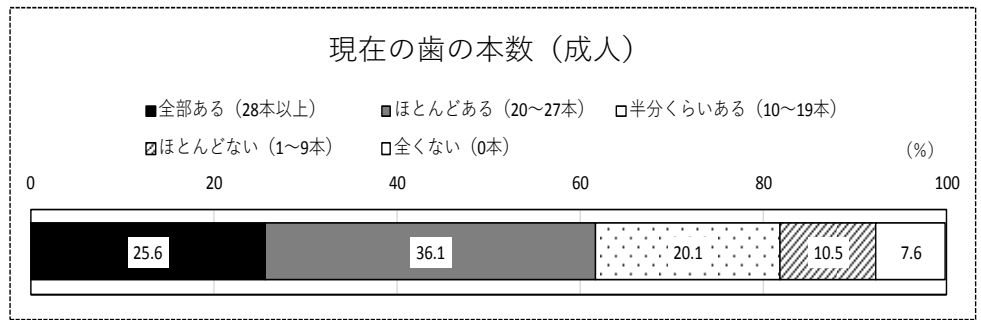 現在の歯の本数（成人）
■全部ある（28本以上） ■ほとんどある（20～27本） □半分くらいある（10～19本）
ほとんどない（1～9本） □全くない（0本）
(%)
0 20 40 60 80 100
25.6 36.1 20.1 10.5 7.6